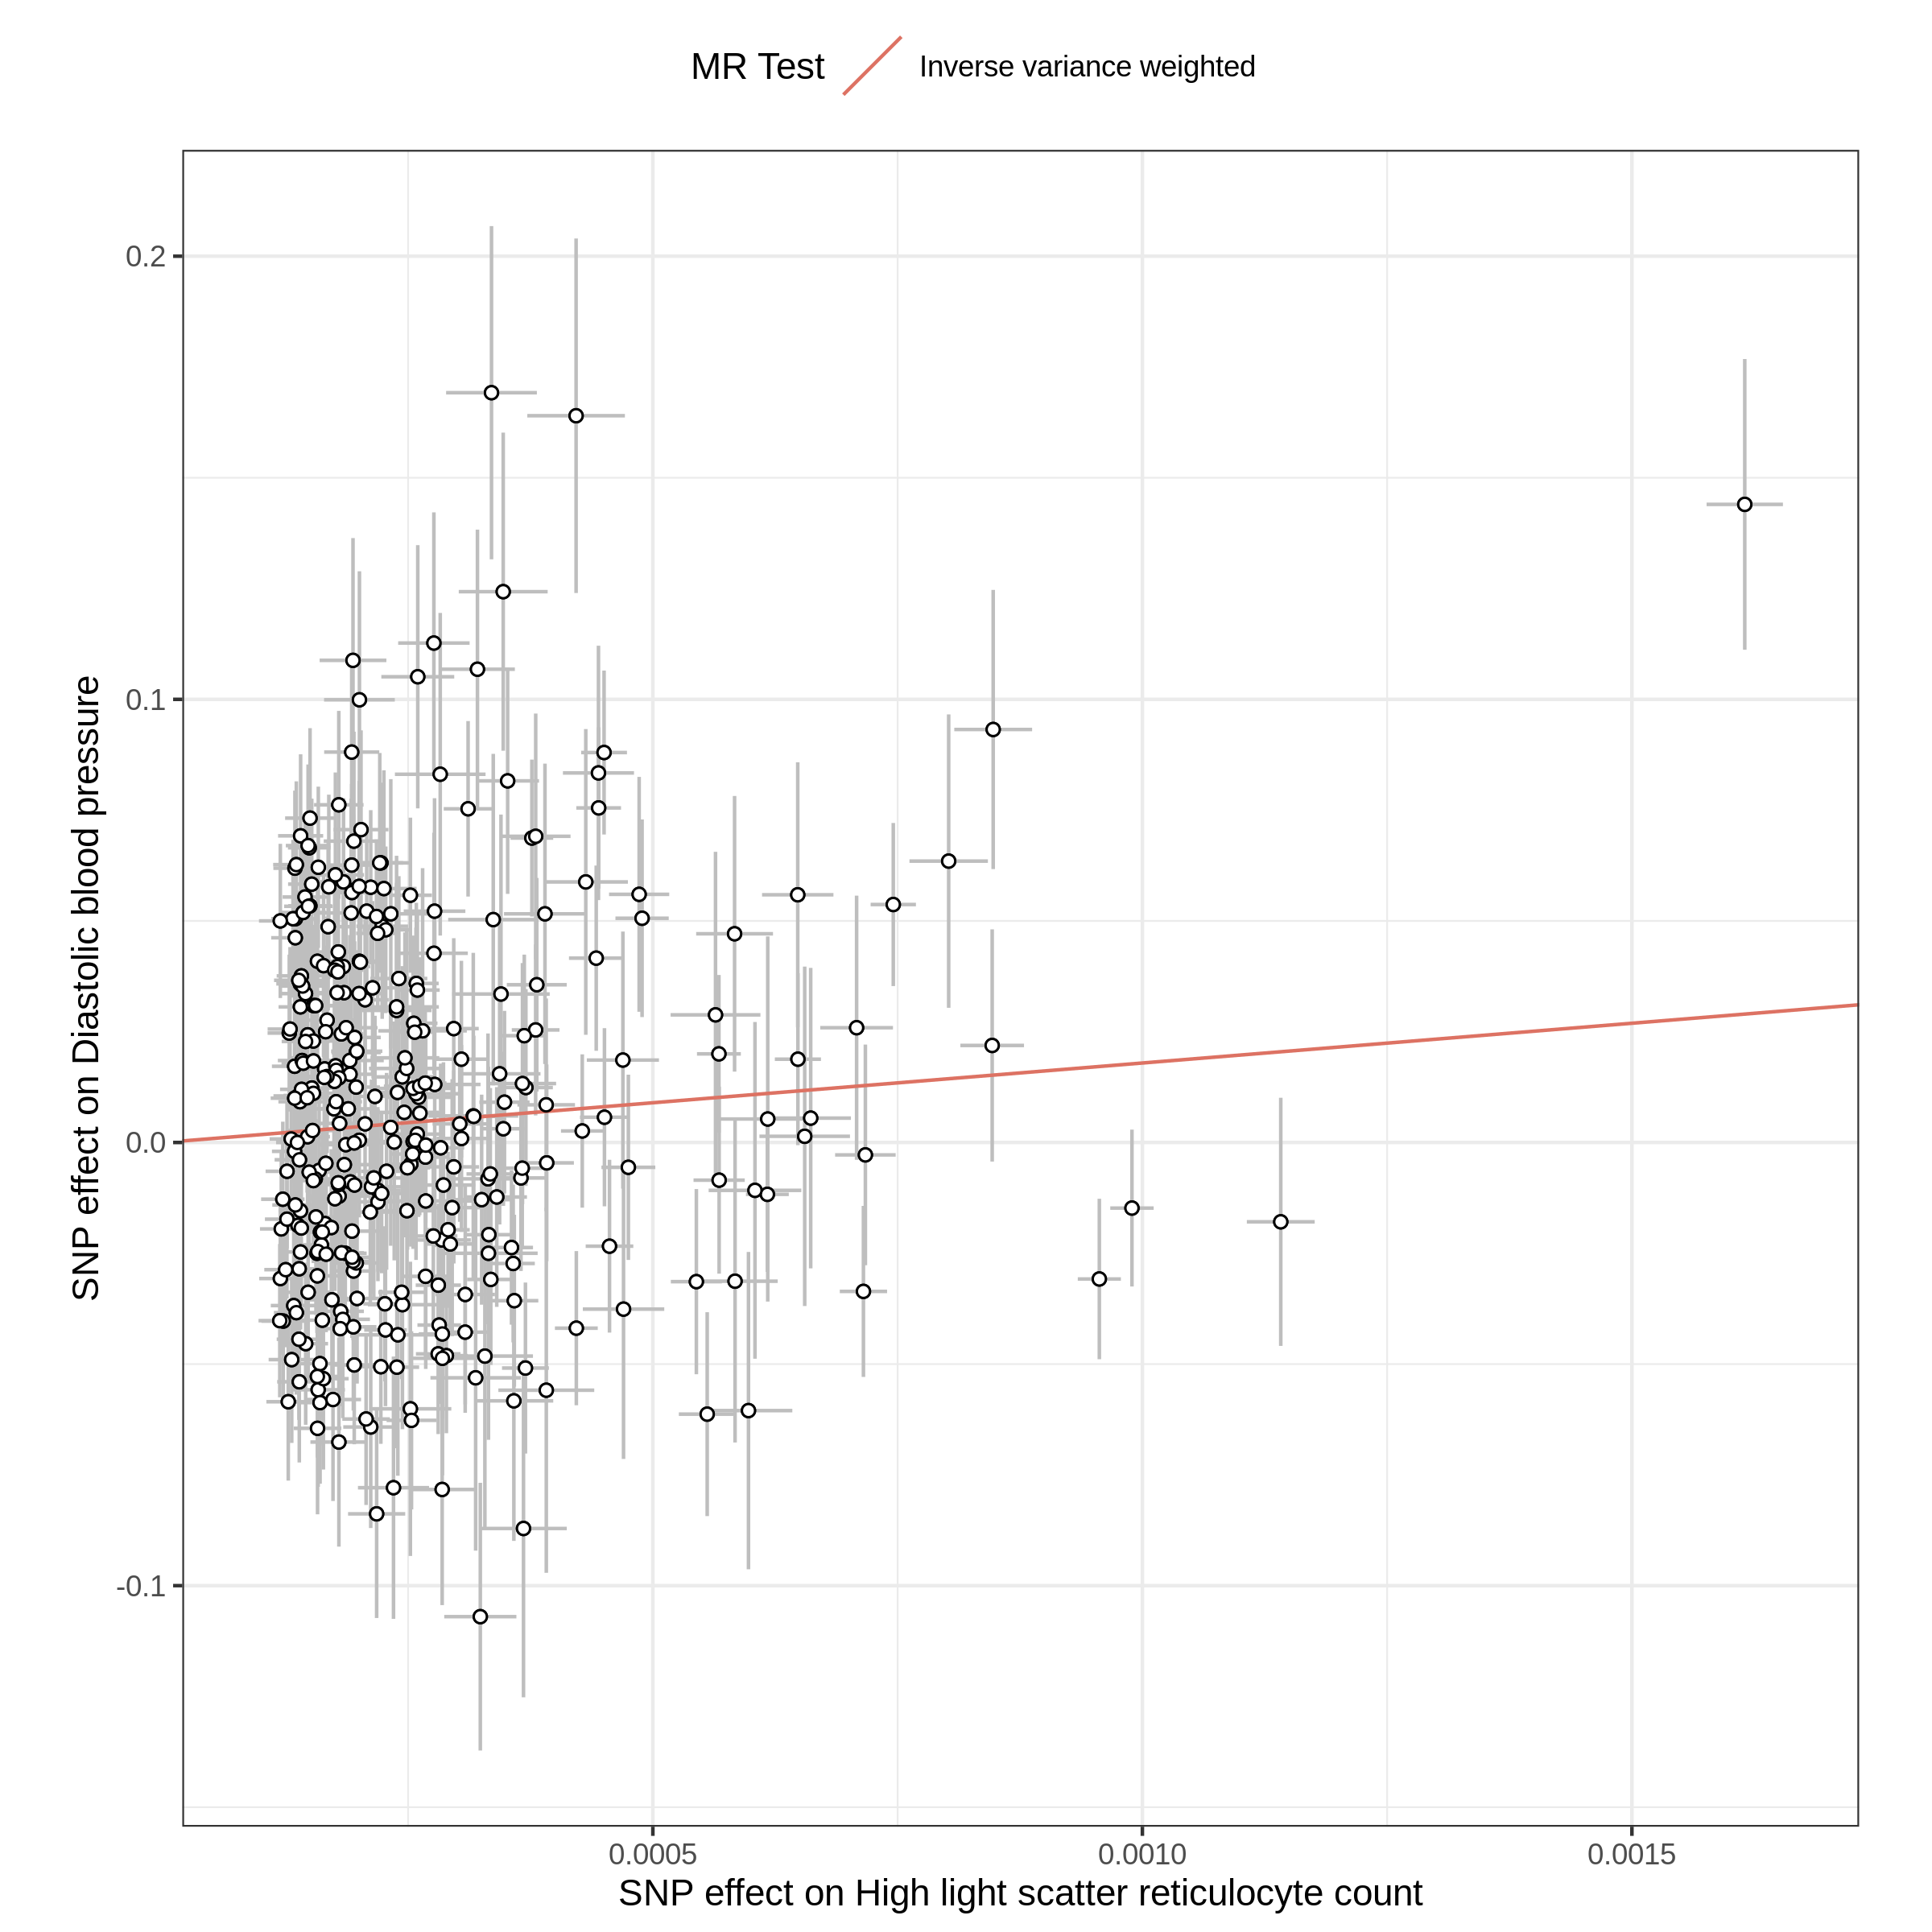 MR Test
Inverse variance weighted
0.2
0.1
0.0
-0.1
SNP effect on Diastolic blood pressure
0.0005
0.0010
0.0015
SNP effect on High light scatter reticulocyte count